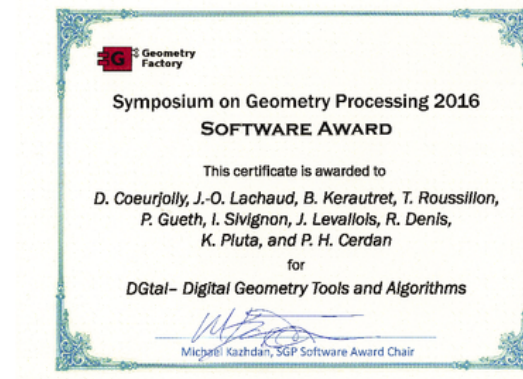 G Geometry
Factory
Symposium on Geometry Processing 2016
SOFTWARE AWARD
This certificate is awarded to
D. Coeurjolly, J.-O. Lachaud, B. Kerautret, T. Roussillon,
P. Gueth, I. Sivignon, J. Levallois, R. Denis,
K. Pluta, and P. H. Cerdan
for
DGtal– Digital Geometry Tools and Algorithms
Michael Kazhdan, SGP Software Award Chair